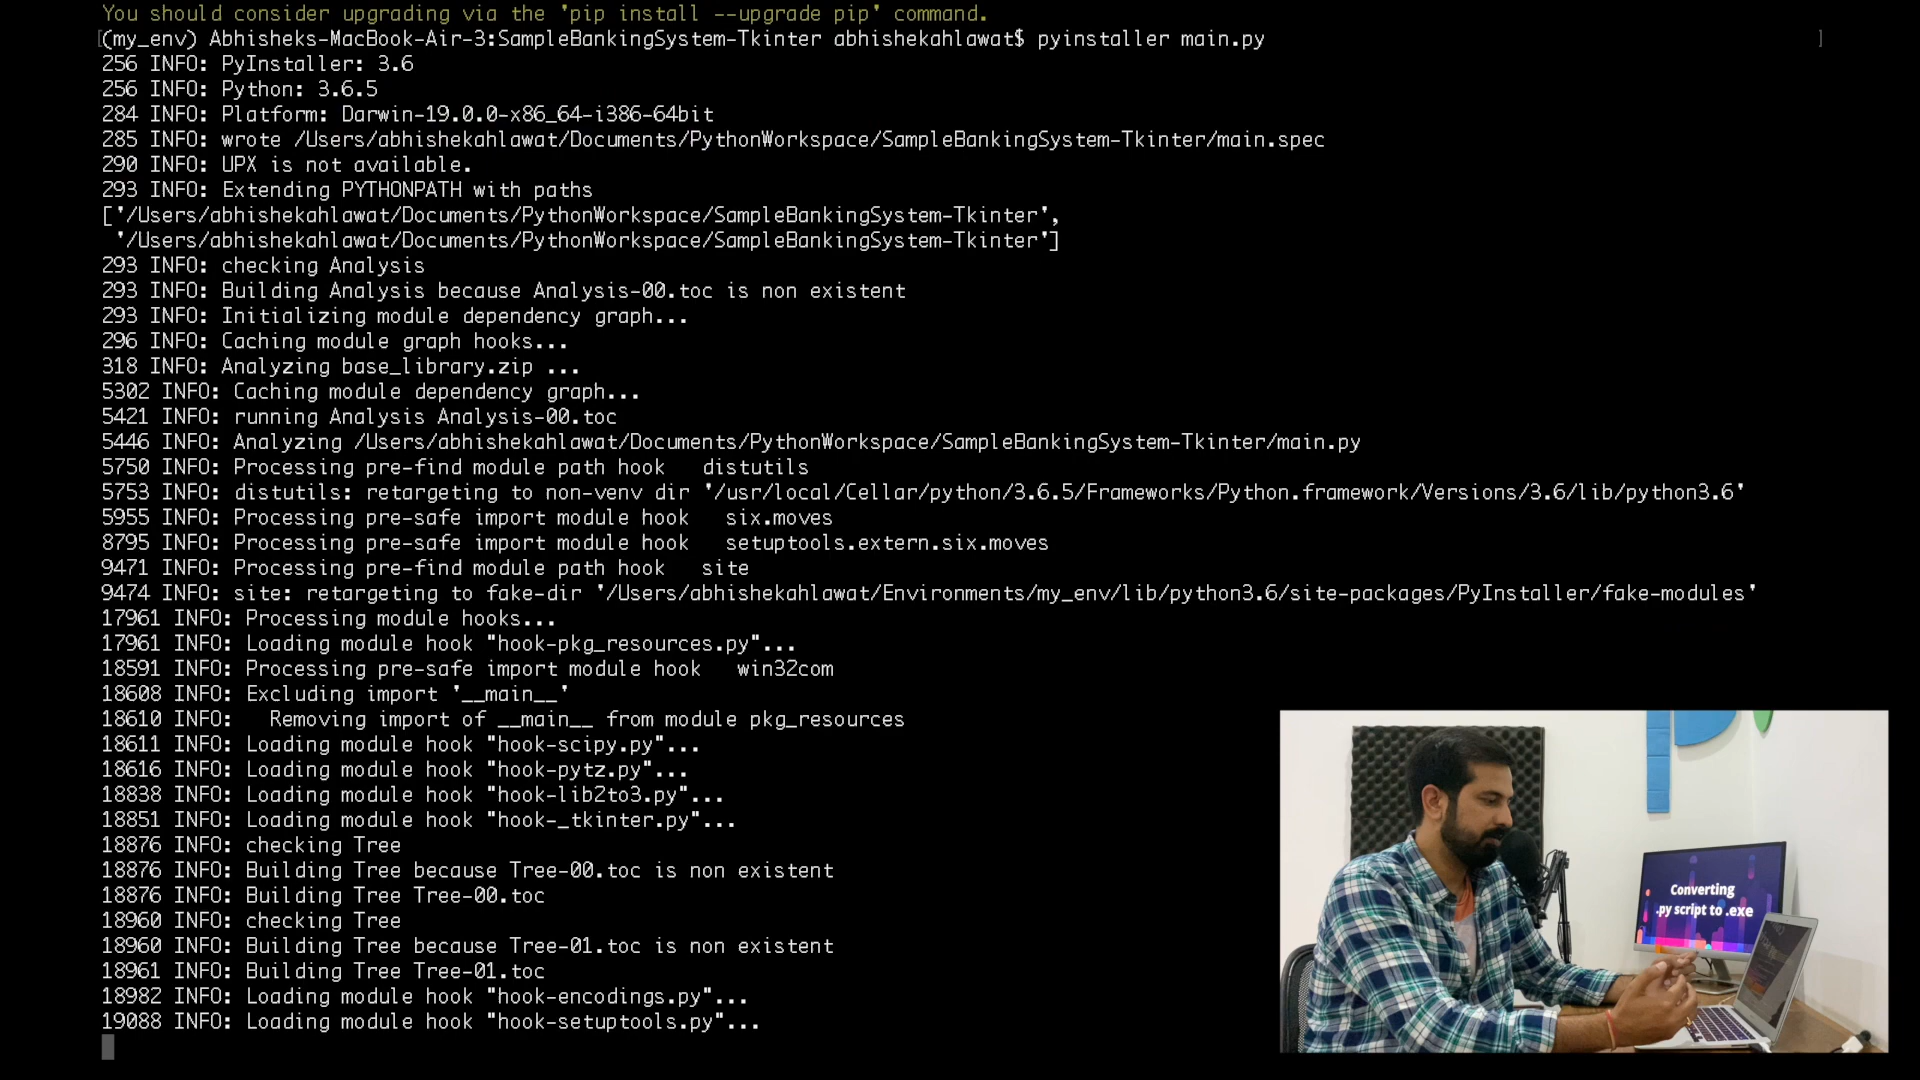 You should consider upgrading via the 'pip install --upgrade pip' command.
[(my_env) Abhisheks-MacBook-Air-3:SampleBankingSystem-Tkinter abhishekahlawat$ pyinstaller main.py ]
256 INFO: PyInstaller: 3.6
256 INFO: Python: 3.6.5
284 INFO: Platform: Darwin-19.0.0-x86_64-i386-64bit
285 INFO: wrote /Users/abhishekahlawat/Documents/PythonWorkspace/SampleBankingSystem-Tkinter/main.spec
290 INFO: UPX is not available.
293 INFO: Extending PYTHONPATH with paths
['/Users/abhishekahlawat/Documents/PythonWorkspace/SampleBankingSystem-Tkinter',
 '/Users/abhishekahlawat/Documents/PythonWorkspace/SampleBankingSystem-Tkinter']
293 INFO: checking Analysis
293 INFO: Building Analysis because Analysis-00.toc is non existent
293 INFO: Initializing module dependency graph...
296 INFO: Caching module graph hooks...
318 INFO: Analyzing base_library.zip ...
5302 INFO: Caching module dependency graph...
5421 INFO: running Analysis Analysis-00.toc
5446 INFO: Analyzing /Users/abhishekahlawat/Documents/PythonWorkspace/SampleBankingSystem-Tkinter/main.py
5750 INFO: Processing pre-find module path hook   distutils
5753 INFO: distutils: retargeting to non-venv dir '/usr/local/Cellar/python/3.6.5/Frameworks/Python.framework/Versions/3.6/lib/python3.6'
5955 INFO: Processing pre-safe import module hook   six.moves
8795 INFO: Processing pre-safe import module hook   setuptools.extern.six.moves
9471 INFO: Processing pre-find module path hook   site
9474 INFO: site: retargeting to fake-dir '/Users/abhishekahlawat/Environments/my_env/lib/python3.6/site-packages/PyInstaller/fake-modules'
17961 INFO: Processing module hooks...
17961 INFO: Loading module hook "hook-pkg_resources.py"...
18591 INFO: Processing pre-safe import module hook   win32com
18608 INFO: Excluding import '__main__'
18610 INFO:   Removing import of __main__ from module pkg_resources
18611 INFO: Loading module hook "hook-scipy.py"...
18616 INFO: Loading module hook "hook-pytz.py"...
18838 INFO: Loading module hook "hook-lib2to3.py"...
18851 INFO: Loading module hook "hook-_tkinter.py"...
18876 INFO: checking Tree
18876 INFO: Building Tree because Tree-00.toc is non existent
18876 INFO: Building Tree Tree-00.toc
18960 INFO: checking Tree
18960 INFO: Building Tree because Tree-01.toc is non existent
18961 INFO: Building Tree Tree-01.toc
18982 INFO: Loading module hook "hook-encodings.py"...
19088 INFO: Loading module hook "hook-setuptools.py"...
Converting
.py script to .exe